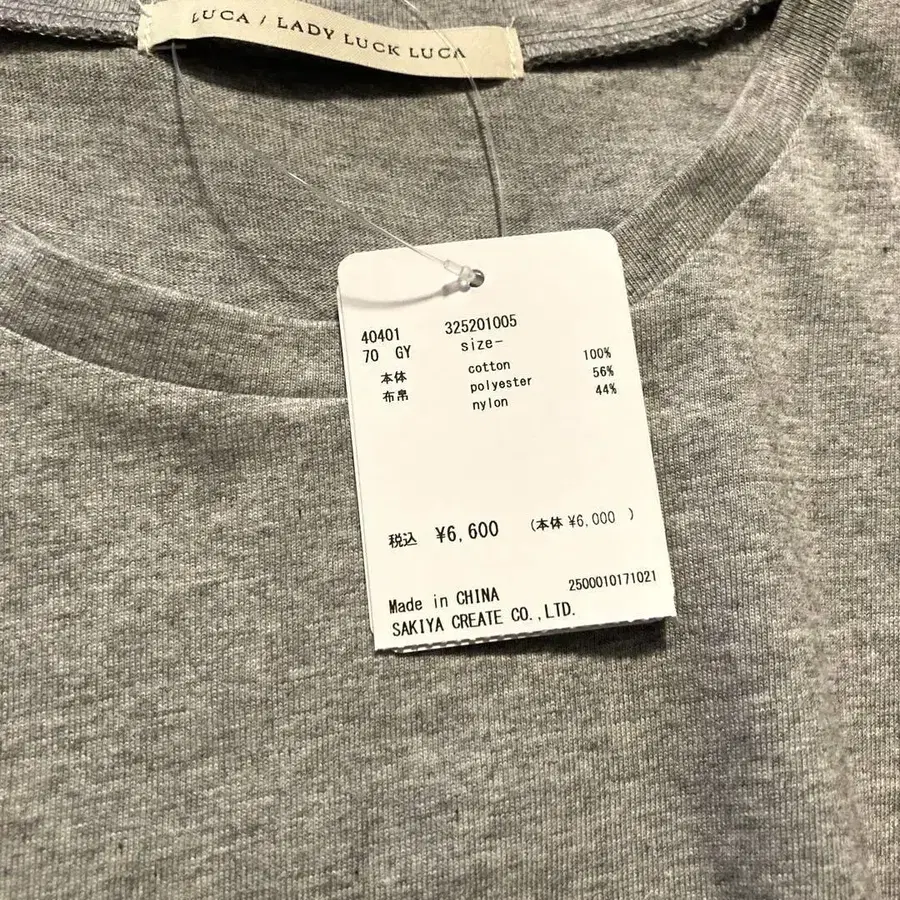 LUCA / LADY LUCK LUCA
40401 325201005
70 GY size-
本体 cotton 100%
布帛 polyester 56%
nylon 44%
税込 ¥6,600 (本体 ¥6,000 )
Made in CHINA 2500010171021
SAKIYA CREATE CO.,LTD.